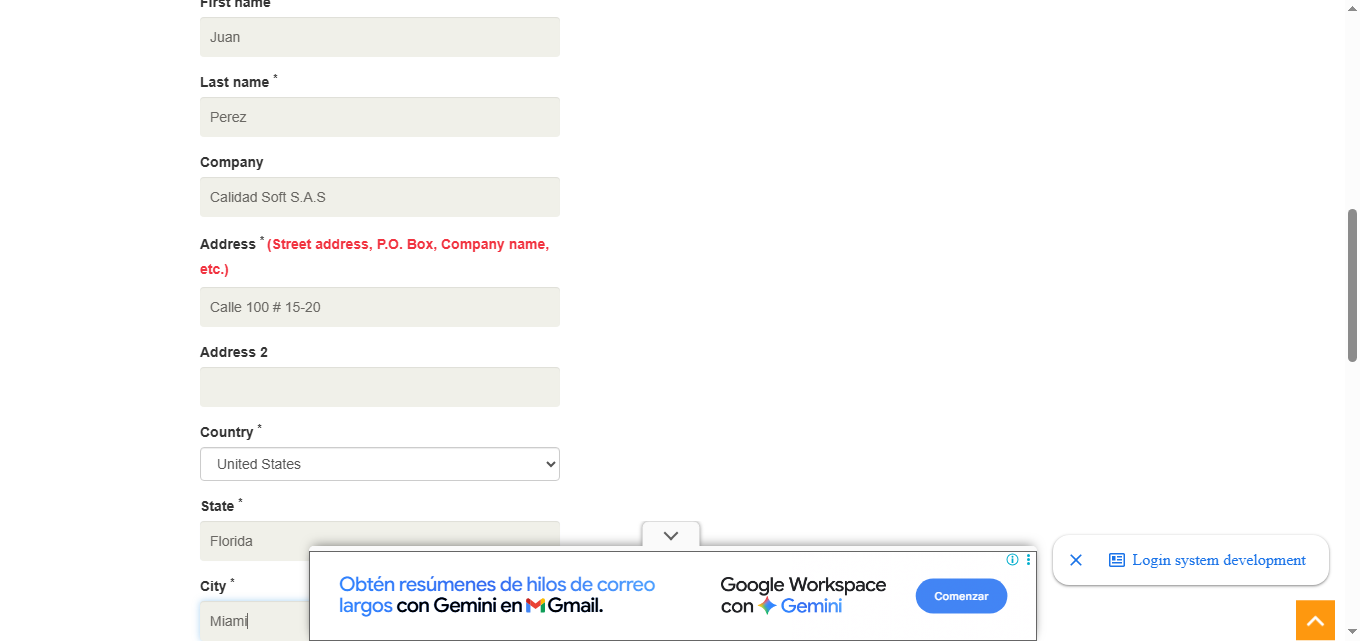 First name
Juan
Last name *
Perez
Company
Calidad Soft S.A.S
Address * (Street address, P.O. Box, Company name,
etc.)
Calle 100 # 15-20
Address 2
Country *
United States
State *
Florida
City *
Miami
Obtén resúmenes de hilos de correo
largos con Gemini en Gmail.
Google Workspace
con Gemini
Comenzar
Login system development